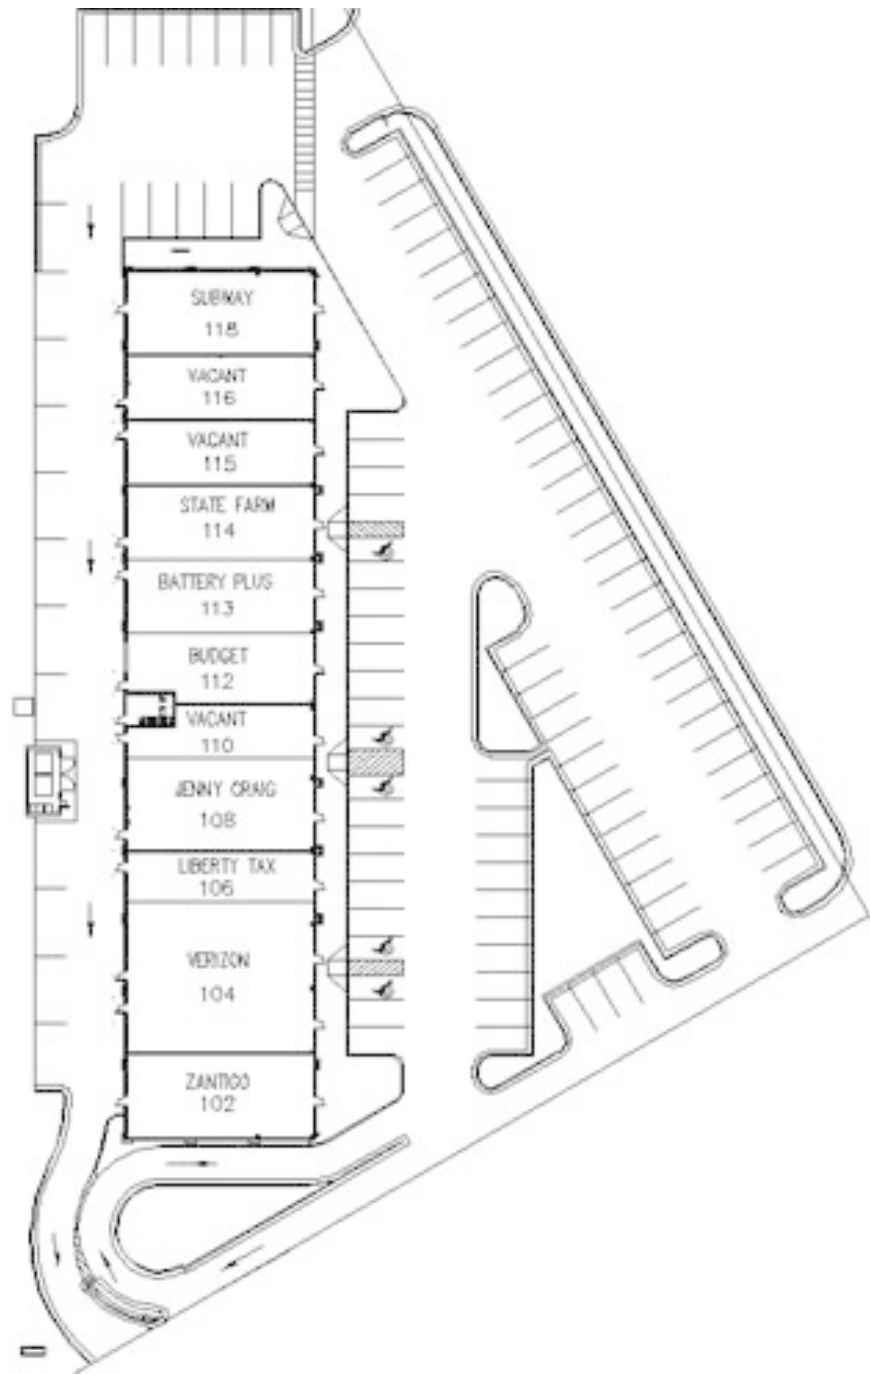 SUBWAY
118
VACANT
116
VACANT
115
STATE FARM
114
BATTERY PLUS
113
BUDGET
112
VACANT
110
JENNY CRAIG
108
LIBERTY TAX
106
VERIZON
104
ZANTIGO
102